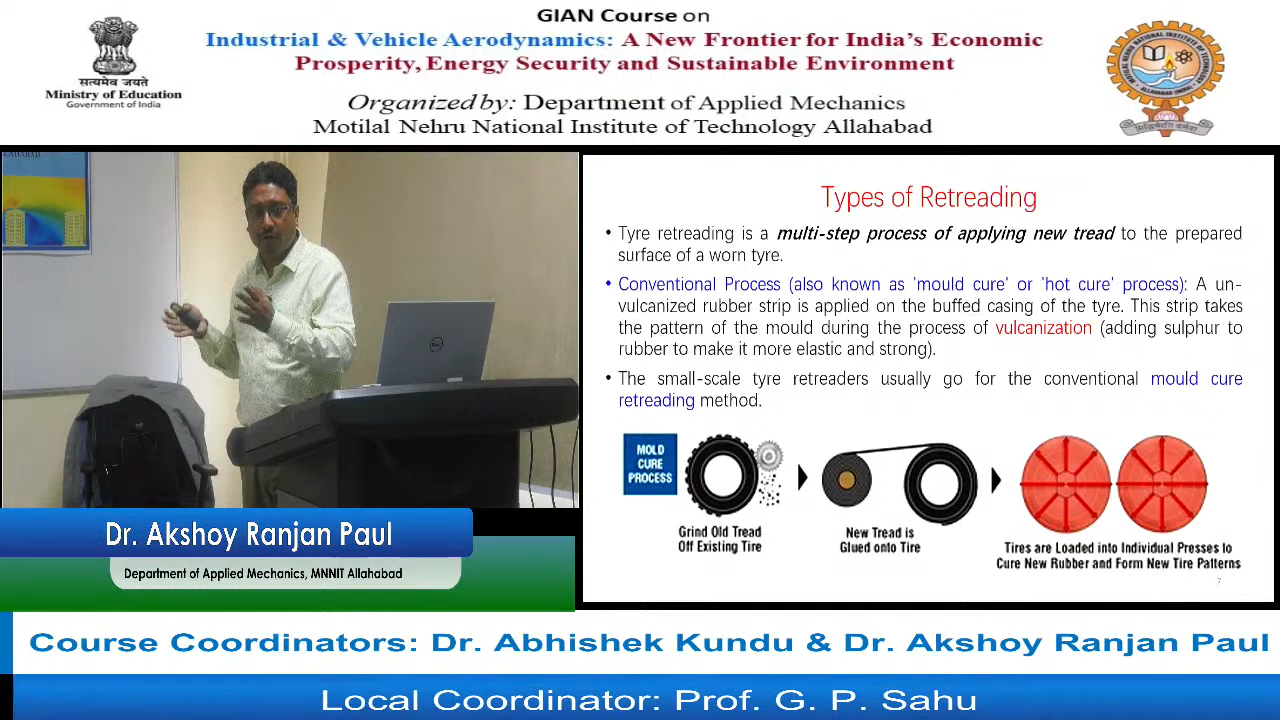 GIAN Course on
Industrial & Vehicle Aerodynamics: A New Frontier for India's Economic
Prosperity, Energy Security and Sustainable Environment
Organized by: Department of Applied Mechanics
Motilal Nehru National Institute of Technology Allahabad
सत्यमेव जयते
Ministry of Education
Government of India
Types of Retreading
• Tyre retreading is a multi-step process of applying new tread to the prepared
surface of a worn tyre.
• Conventional Process (also known as 'mould cure' or 'hot cure' process): A un-
vulcanized rubber strip is applied on the buffed casing of the tyre. This strip takes
the pattern of the mould during the process of vulcanization (adding sulphur to
rubber to make it more elastic and strong).
• The small-scale tyre retreaders usually go for the conventional mould cure
retreading method.
MOLD
CURE
PROCESS
Grind Old Tread
Off Existing Tire
New Tread is
Glued onto Tire
Tires are Loaded into Individual Presses to
Cure New Rubber and Form New Tire Patterns
7
DELL
Dr. Akshoy Ranjan Paul
Department of Applied Mechanics, MNNIT Allahabad
Course Coordinators: Dr. Abhishek Kundu & Dr. Akshoy Ranjan Paul
Local Coordinator: Prof. G. P. Sahu